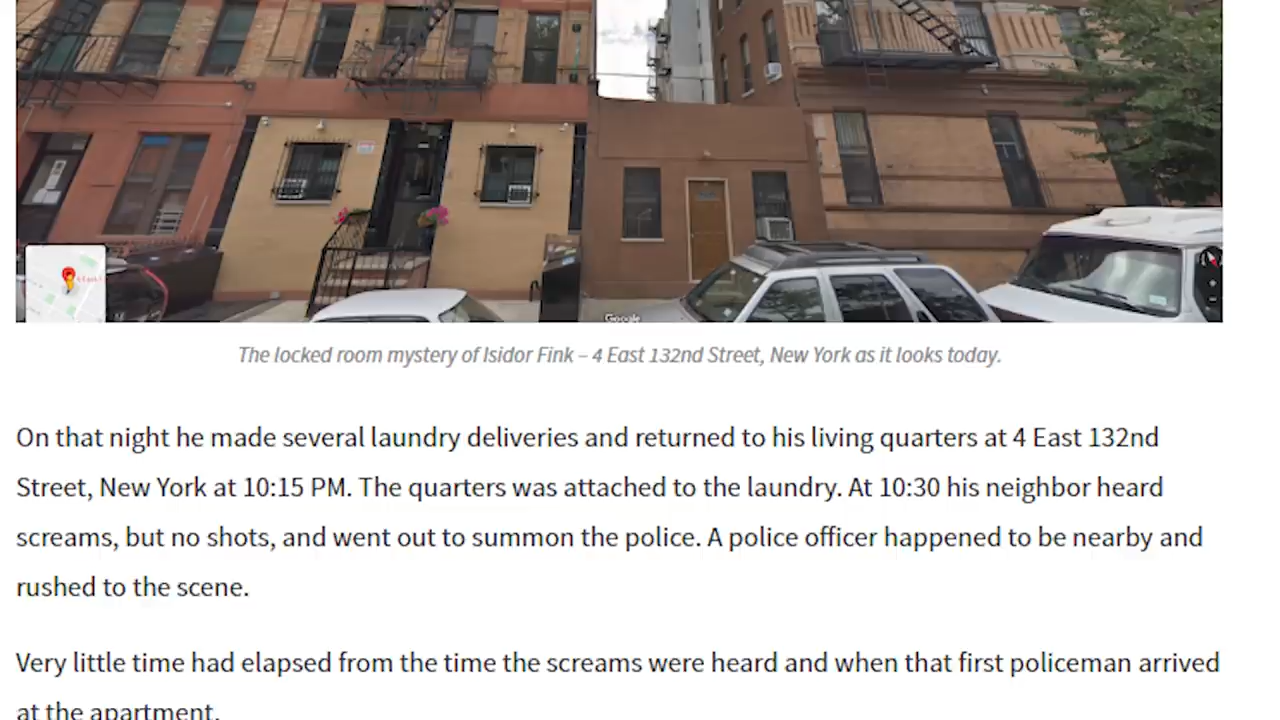 Google
The locked room mystery of Isidor Fink – 4 East 132nd Street, New York as it looks today.
On that night he made several laundry deliveries and returned to his living quarters at 4 East 132nd
Street, New York at 10:15 PM. The quarters was attached to the laundry. At 10:30 his neighbor heard
screams, but no shots, and went out to summon the police. A police officer happened to be nearby and
rushed to the scene.
Very little time had elapsed from the time the screams were heard and when that first policeman arrived
at the apartment.